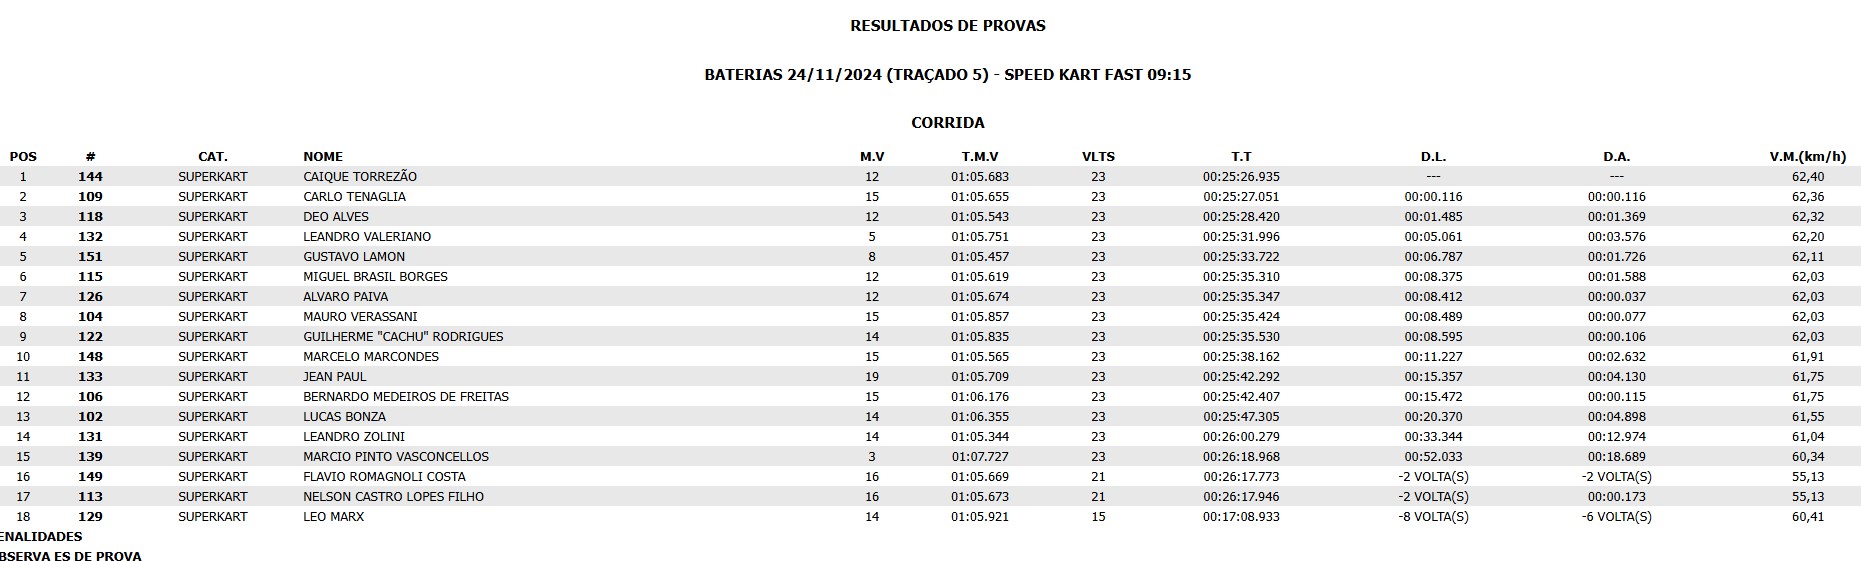 RESULTADOS DE PROVAS
BATERIAS 24/11/2024 (TRAÇADO 5) - SPEED KART FAST 09:15
CORRIDA
POS # CAT. NOME M.V T.M.V VLTS T.T D.L. D.A. V.M.(km/h)
1 144 SUPERKART CAIQUE TORREZÃO 12 01:05.683 23 00:25:26.935 --- --- 62,40
2 109 SUPERKART CARLO TENAGLIA 15 01:05.655 23 00:25:27.051 00:00.116 00:00.116 62,36
3 118 SUPERKART DEO ALVES 12 01:05.543 23 00:25:28.420 00:01.485 00:01.369 62,32
4 132 SUPERKART LEANDRO VALERIANO 5 01:05.751 23 00:25:31.996 00:05.061 00:03.576 62,20
5 151 SUPERKART GUSTAVO LAMON 8 01:05.457 23 00:25:33.722 00:06.787 00:01.726 62,11
6 115 SUPERKART MIGUEL BRASIL BORGES 12 01:05.619 23 00:25:35.310 00:08.375 00:01.588 62,03
7 126 SUPERKART ALVARO PAIVA 12 01:05.674 23 00:25:35.347 00:08.412 00:00.037 62,03
8 104 SUPERKART MAURO VERASSANI 15 01:05.857 23 00:25:35.424 00:08.489 00:00.077 62,03
9 122 SUPERKART GUILHERME "CACHU" RODRIGUES 14 01:05.835 23 00:25:35.530 00:08.595 00:00.106 62,03
10 148 SUPERKART MARCELO MARCONDES 15 01:05.565 23 00:25:38.162 00:11.227 00:02.632 61,91
11 133 SUPERKART JEAN PAUL 19 01:05.709 23 00:25:42.292 00:15.357 00:04.130 61,75
12 106 SUPERKART BERNARDO MEDEIROS DE FREITAS 15 01:06.176 23 00:25:42.407 00:15.472 00:00.115 61,75
13 102 SUPERKART LUCAS BONZA 14 01:06.355 23 00:25:47.305 00:20.370 00:04.898 61,55
14 131 SUPERKART LEANDRO ZOLINI 14 01:05.344 23 00:26:00.279 00:33.344 00:12.974 61,04
15 139 SUPERKART MARCIO PINTO VASCONCELLOS 3 01:07.727 23 00:26:18.968 00:52.033 00:18.689 60,34
16 149 SUPERKART FLAVIO ROMAGNOLI COSTA 16 01:05.669 21 00:26:17.773 -2 VOLTA(S) -2 VOLTA(S) 55,13
17 113 SUPERKART NELSON CASTRO LOPES FILHO 16 01:05.673 21 00:26:17.946 -2 VOLTA(S) 00:00.173 55,13
18 129 SUPERKART LEO MARX 14 01:05.921 15 00:17:08.933 -8 VOLTA(S) -6 VOLTA(S) 60,41
ENALIDADES
BSERVA ES DE PROVA